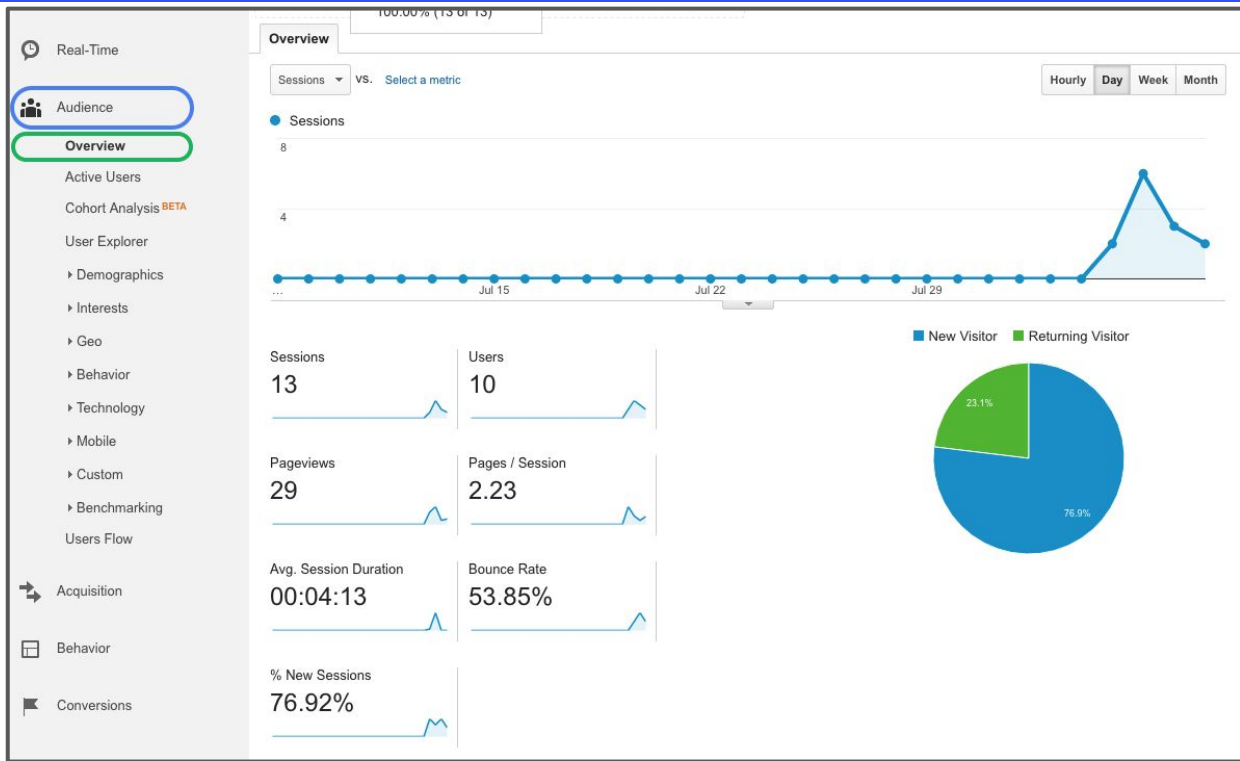 100.00% (13 of 13)
Real-Time
Audience
Overview
Active Users
Cohort Analysis BETA
User Explorer
Demographics
Interests
Geo
Behavior
Technology
Mobile
Custom
Benchmarking
Users Flow
Acquisition
Behavior
Conversions
Overview
Sessions VS. Select a metric
Hourly Day Week Month
Sessions
8
4
... Jul 15 Jul 22 Jul 29
New Visitor Returning Visitor
23.1%
76.9%
Sessions
13
Users
10
Pageviews
29
Pages / Session
2.23
Avg. Session Duration
00:04:13
Bounce Rate
53.85%
% New Sessions
76.92%